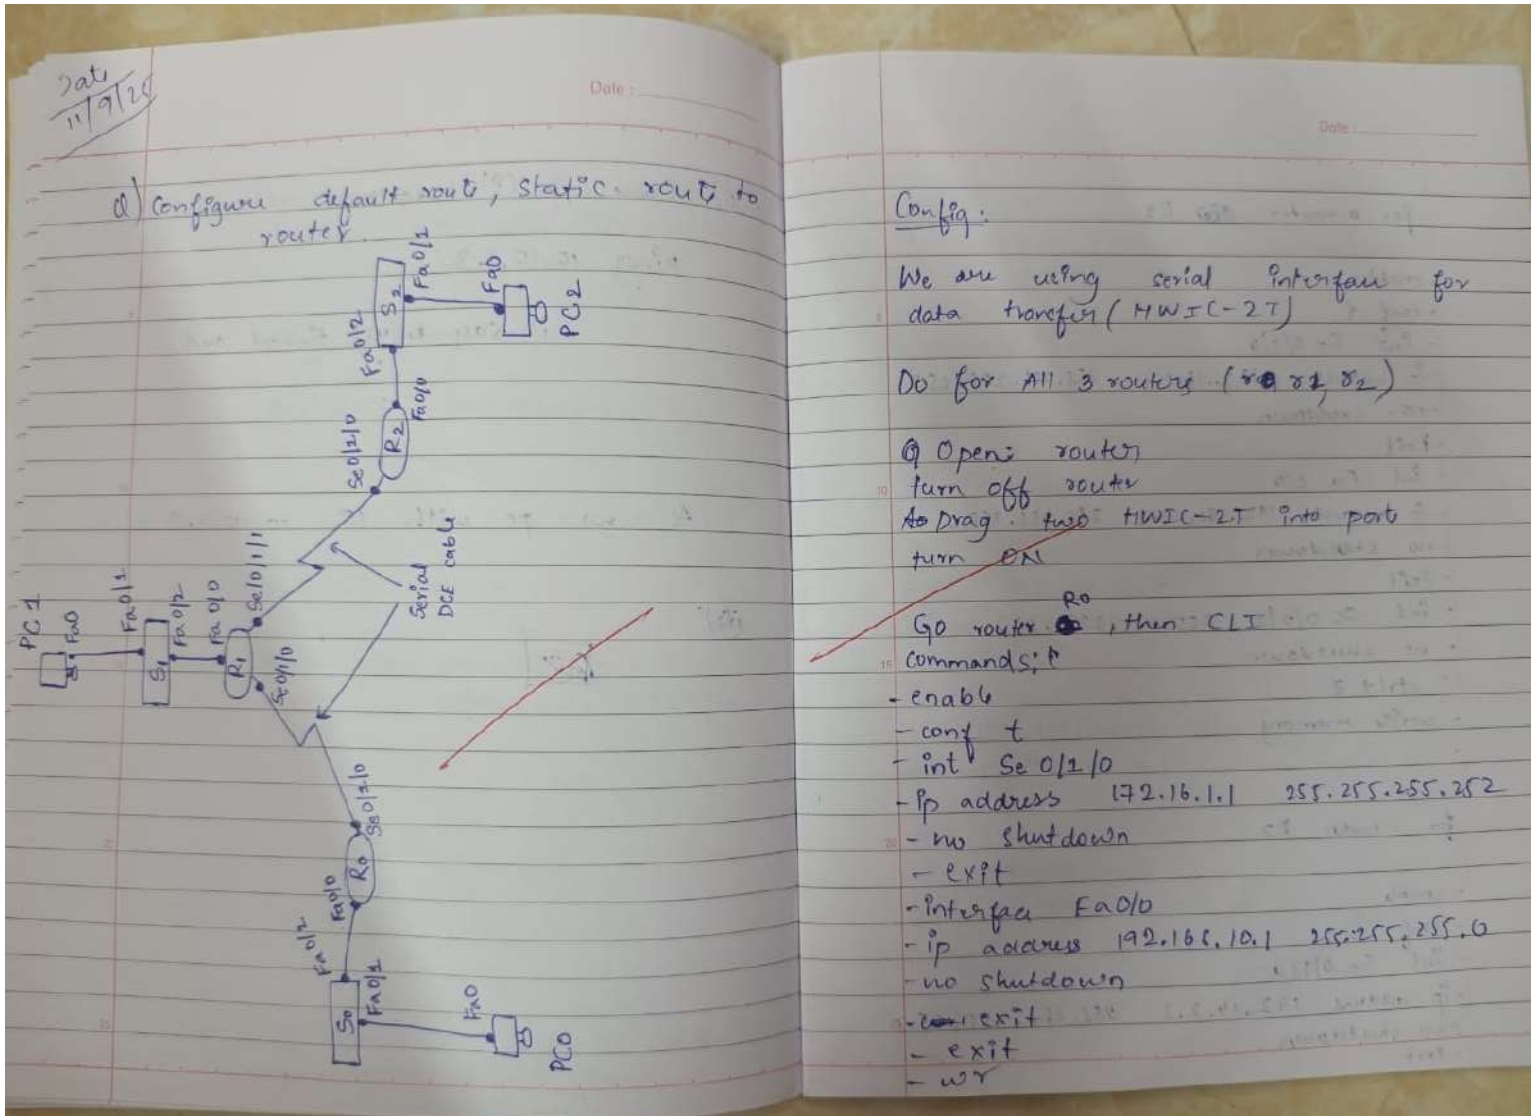 Date
11/9/25
Date :
Q) Configure default route, static route to
router.
PC 1
Fa0
Fa0/1
S1
Fa0/2
Fa0/0
R1
Se0/1/0
Se0/1/1
Serial
DCE cable
Se0/1/0
R2
Fa0/0
Fa0/2
S2
Fa0/1
Fa0
PC2
Se0/1/0
R0
Fa0/0
Fa0/2
S0
Fa0/1
Fa0
PC0
Date :
Config :
We are using serial interface for
data transfer (HWIC-2T)
Do for All 3 routers ( r1, r2)
Open: router
turn off router
Drag two HWIC-2T into port
turn ON
Go router R0, then CLI
commands:
- enable
- conf t
- int Se 0/1/0
- ip address 172.16.1.1 255.255.255.252
- no shutdown
- exit
- interface Fa0/0
- ip address 192.168.10.1 255.255.255.0
- no shutdown
- exit
- exit
- wr